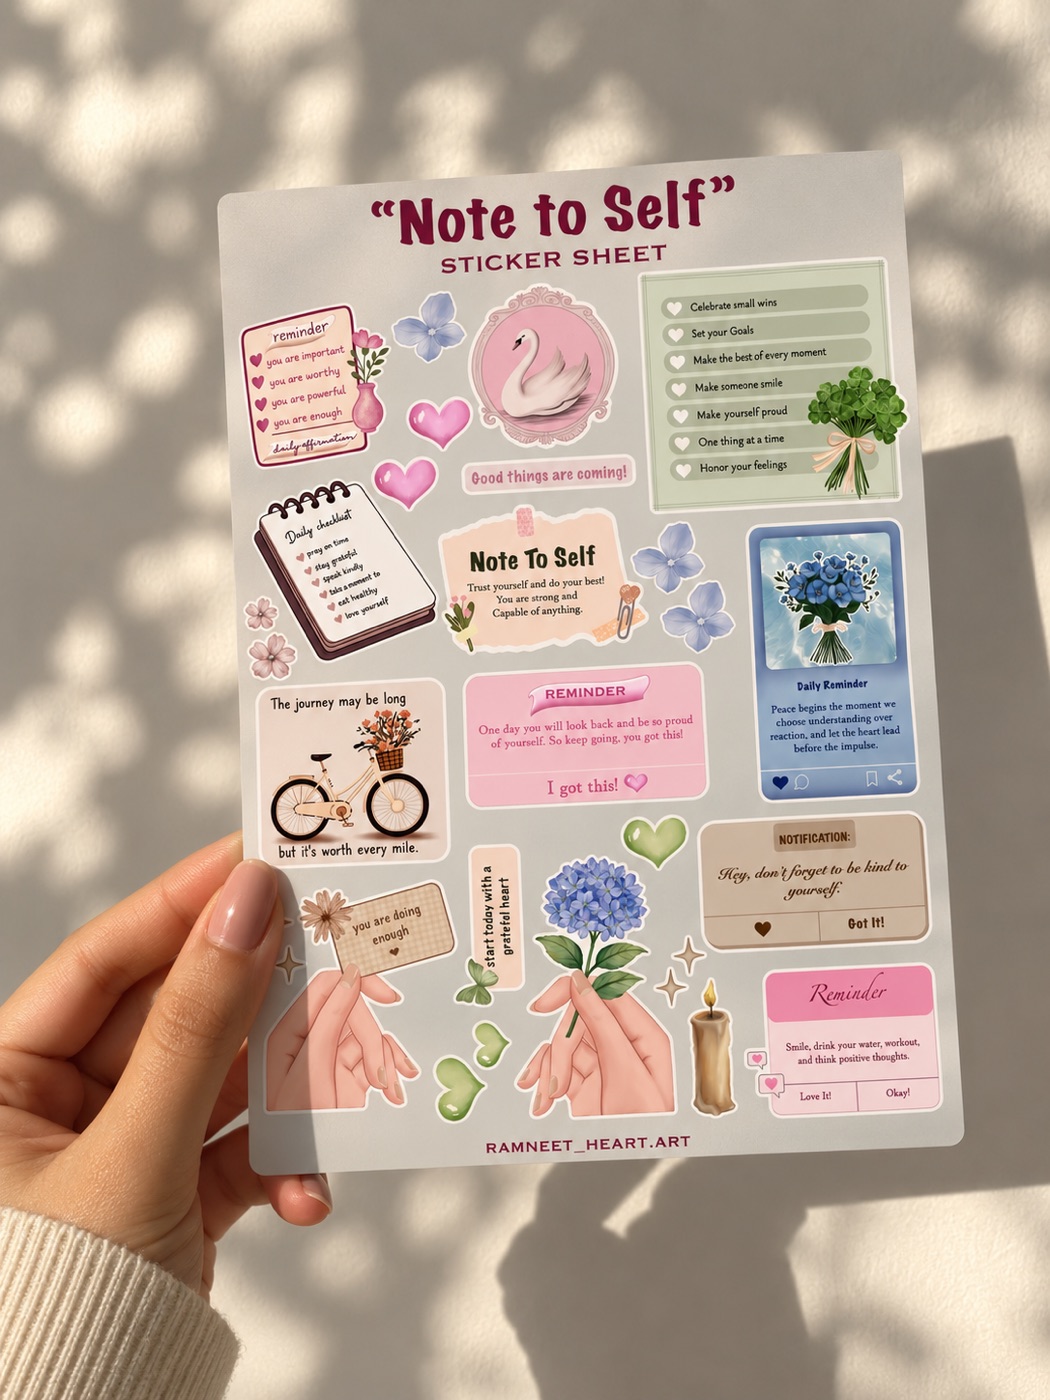 “Note to Self”
STICKER SHEET
reminder
you are important
you are worthy
you are powerful
you are enough
daily affirmation
Good things are coming!
Celebrate small wins
Set your Goals
Make the best of every moment
Make someone smile
Make yourself proud
One thing at a time
Honor your feelings
Daily checklist
pray on time
stay grateful
speak kindly
take a moment to
eat healthy
love yourself
Note To Self
Trust yourself and do your best!
You are strong and
Capable of anything.
Daily Reminder
Peace begins the moment we
choose understanding over
reaction, and let the heart lead
before the impulse.
The journey may be long
but it's worth every mile.
REMINDER
One day you will look back and be so proud
of yourself. So keep going, you got this!
I got this!
NOTIFICATION:
Hey, don't forget to be kind to
yourself.
Got It!
you are doing
enough
start today with a
grateful heart
Reminder
Smile, drink your water, workout,
and think positive thoughts.
Love It!
Okay!
RAMNEET_HEART.ART